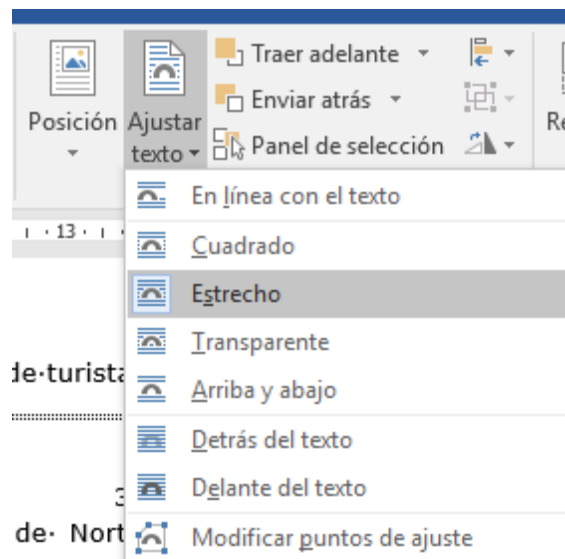 Posición
Ajustar
texto
Traer adelante
Enviar atrás
Panel de selección
· 13 ·
En línea con el texto
Cuadrado
Estrecho
Transparente
Arriba y abajo
Detrás del texto
Delante del texto
Modificar puntos de ajuste
de·turista
3
de· Nort